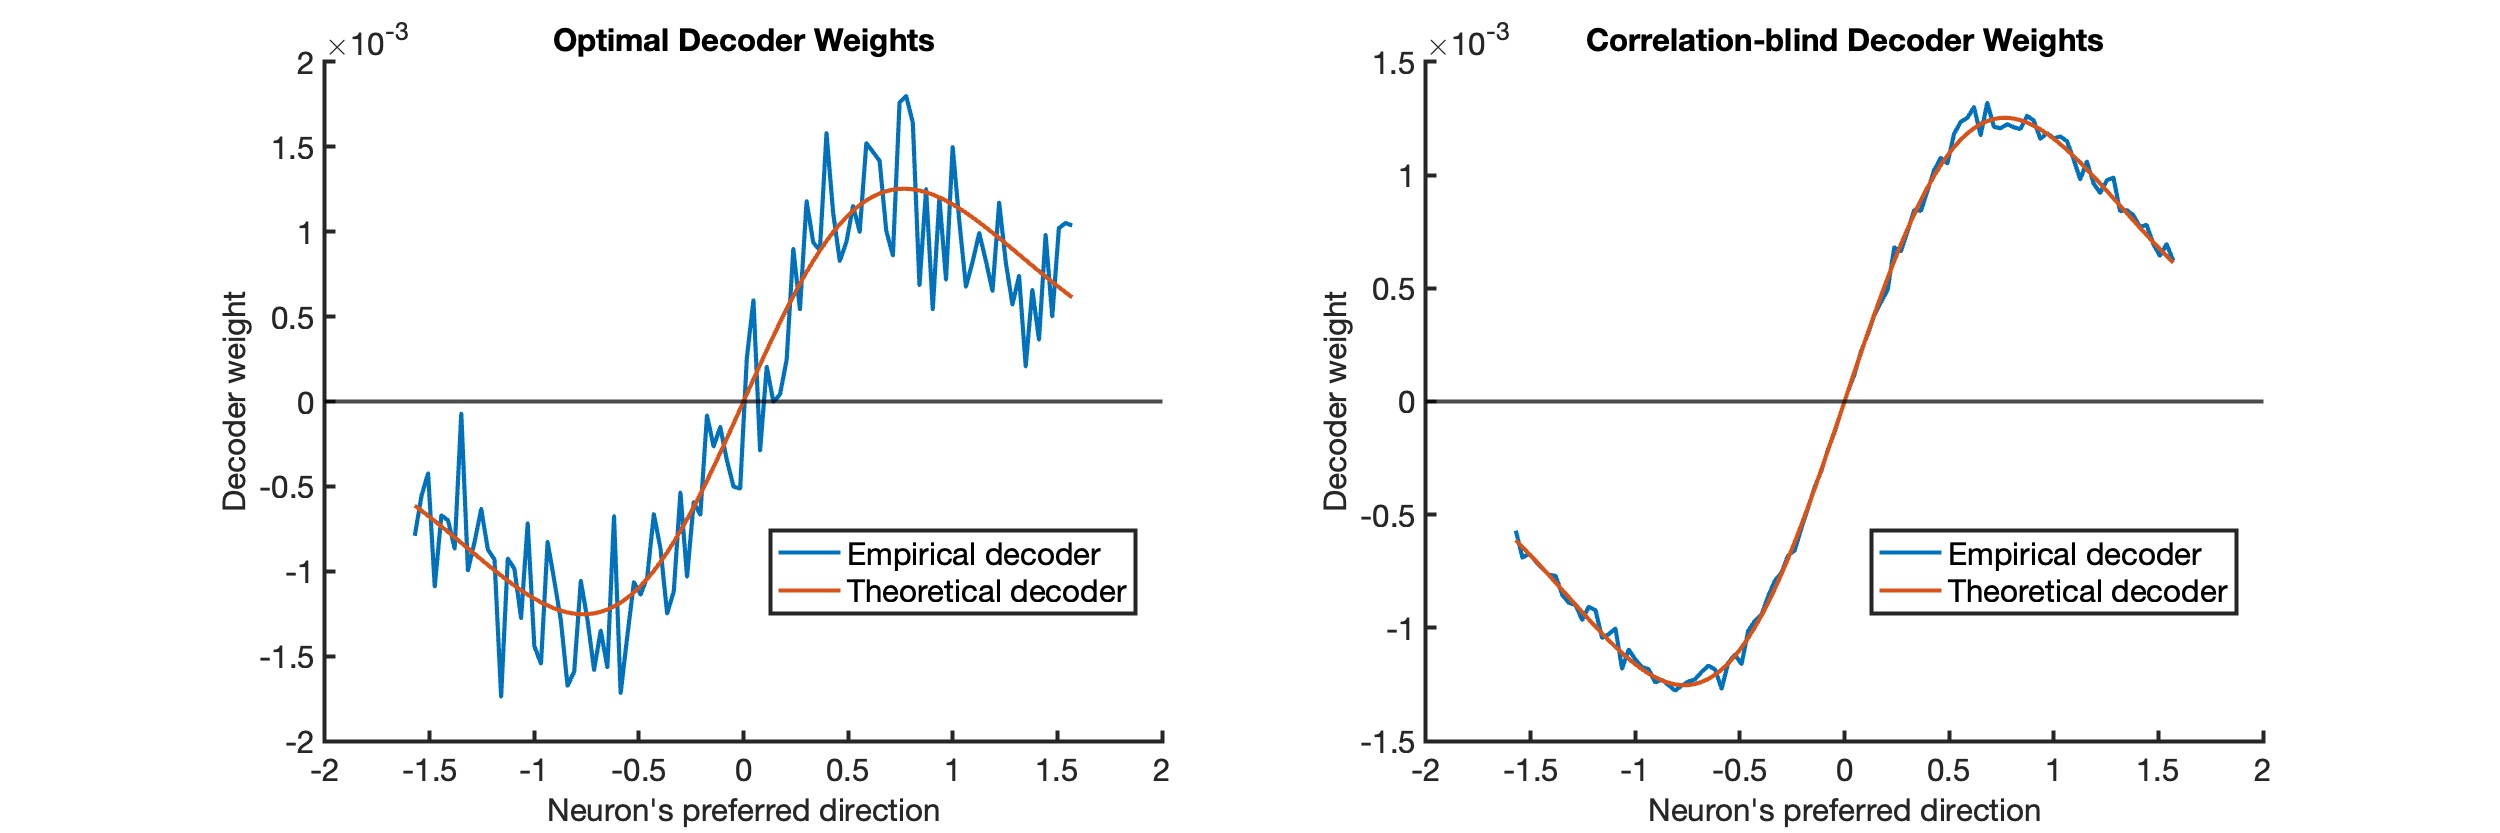 Optimal Decoder Weights
×10⁻³
2
1.5
1
0.5
0
-0.5
-1
-1.5
-2
Decoder weight
Empirical decoder
Theoretical decoder
-2 -1.5 -1 -0.5 0 0.5 1 1.5 2
Neuron's preferred direction
Correlation-blind Decoder Weights
×10⁻³
1.5
1
0.5
0
-0.5
-1
-1.5
Decoder weight
Empirical decoder
Theoretical decoder
-2 -1.5 -1 -0.5 0 0.5 1 1.5 2
Neuron's preferred direction